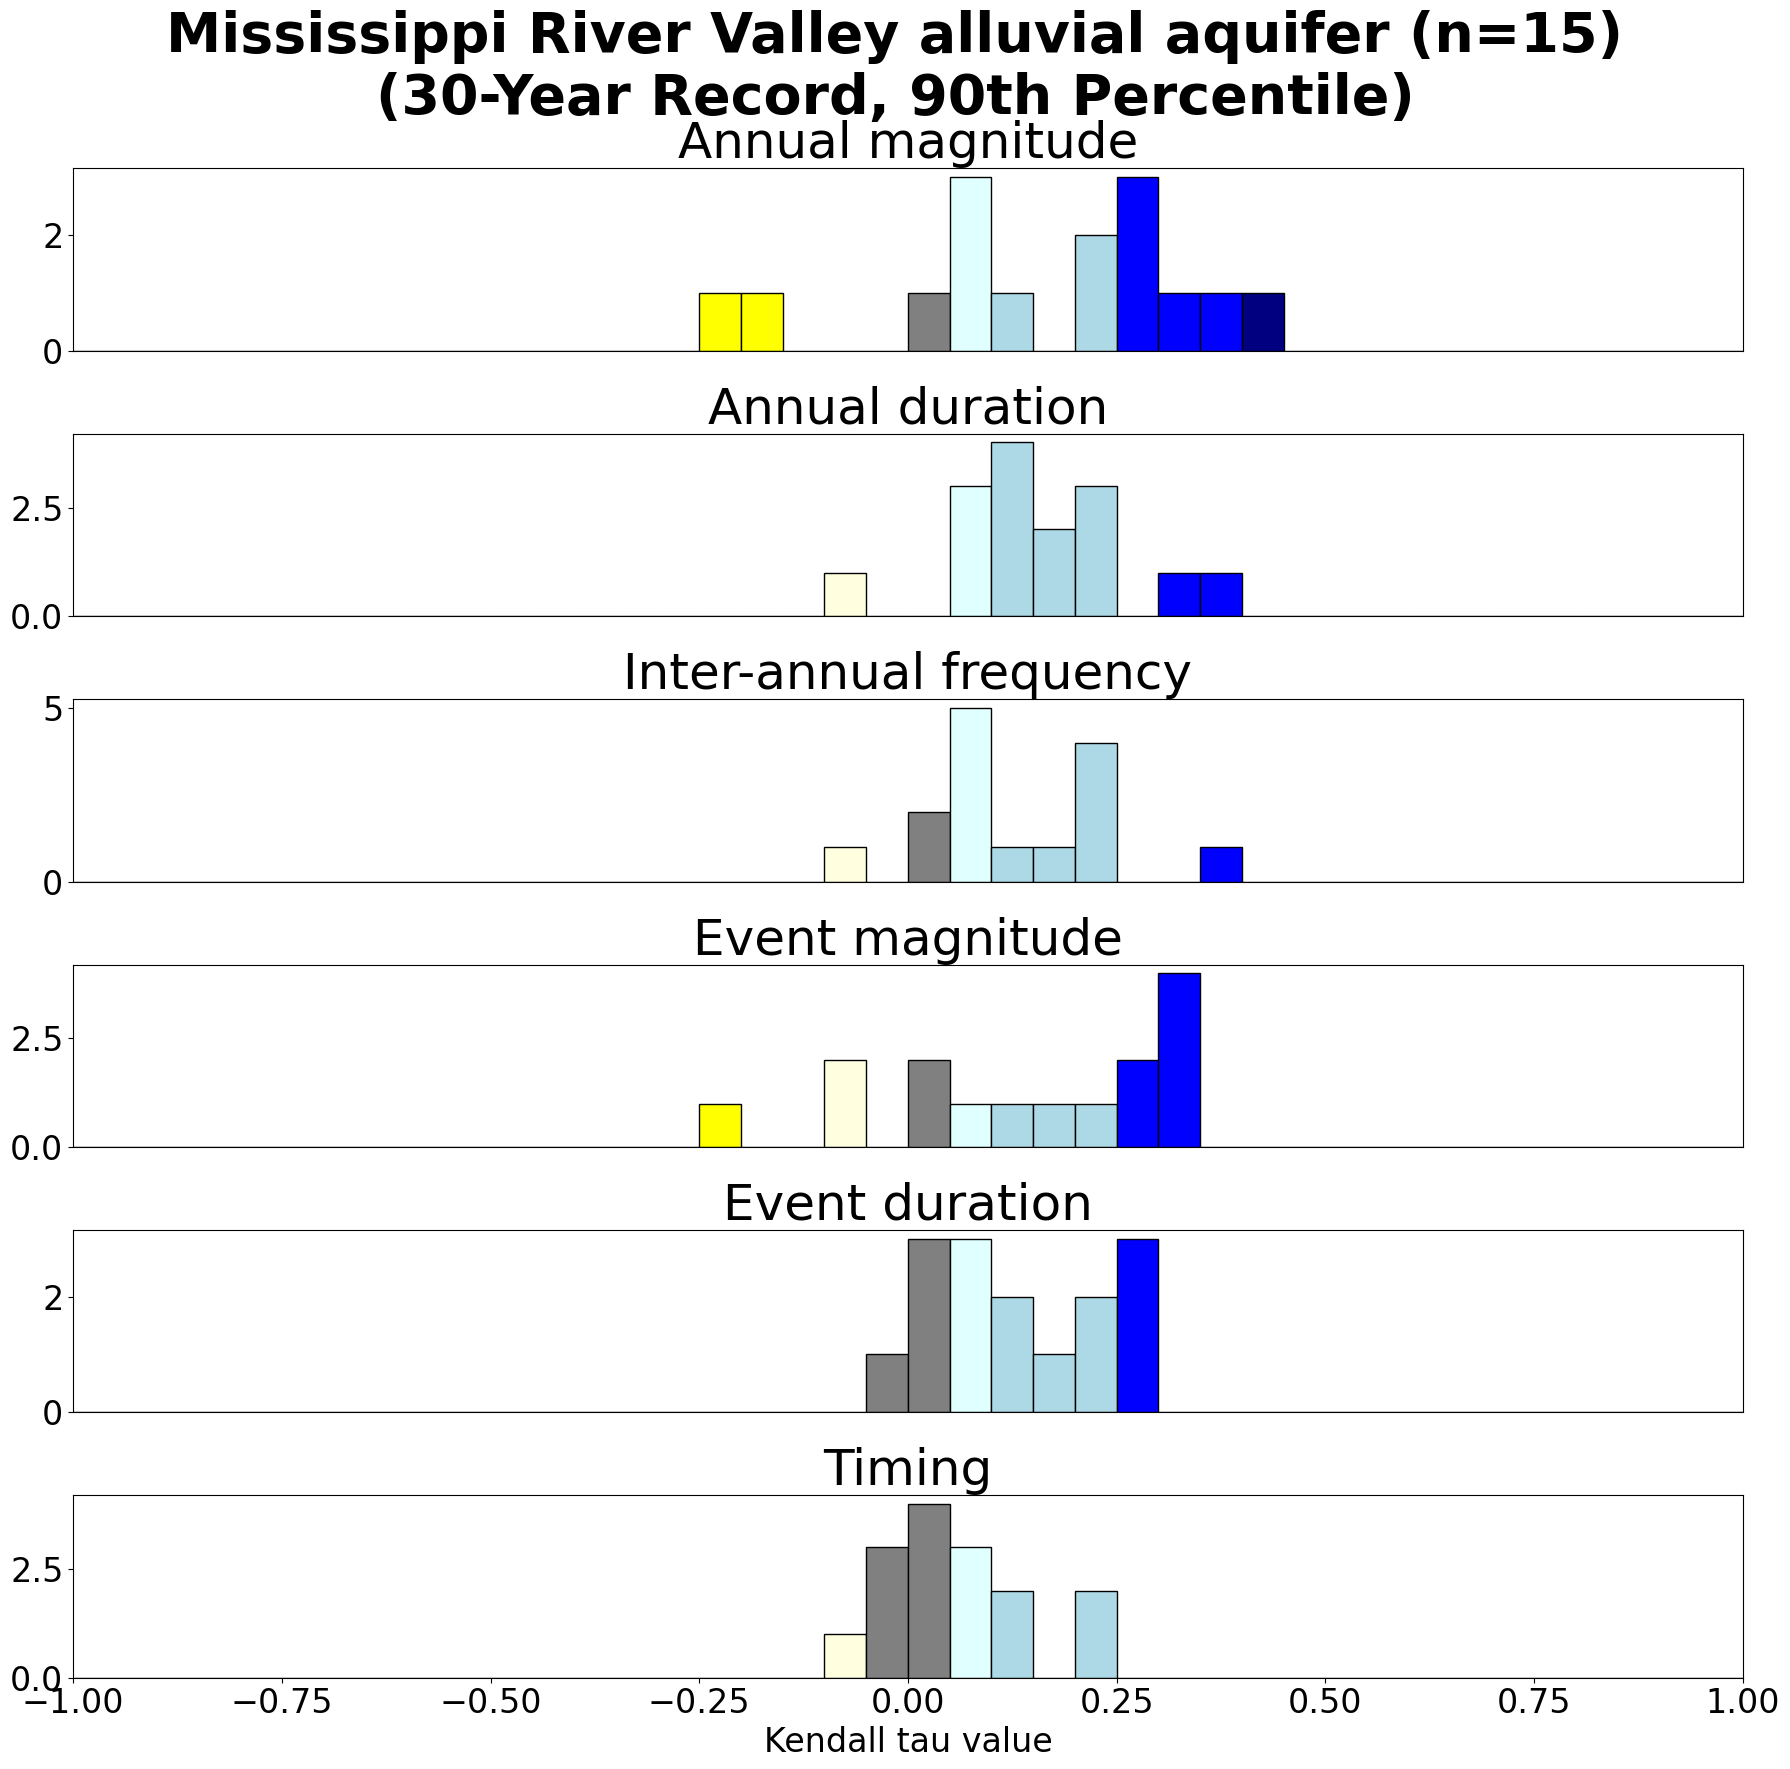 Mississippi River Valley alluvial aquifer (n=15)
(30-Year Record, 90th Percentile)
Annual magnitude
2
0
Annual duration
2.5
0.0
Inter-annual frequency
5
0
Event magnitude
2.5
0.0
Event duration
2
0
Timing
2.5
0.0
−1.00 −0.75 −0.50 −0.25 0.00 0.25 0.50 0.75 1.00
Kendall tau value